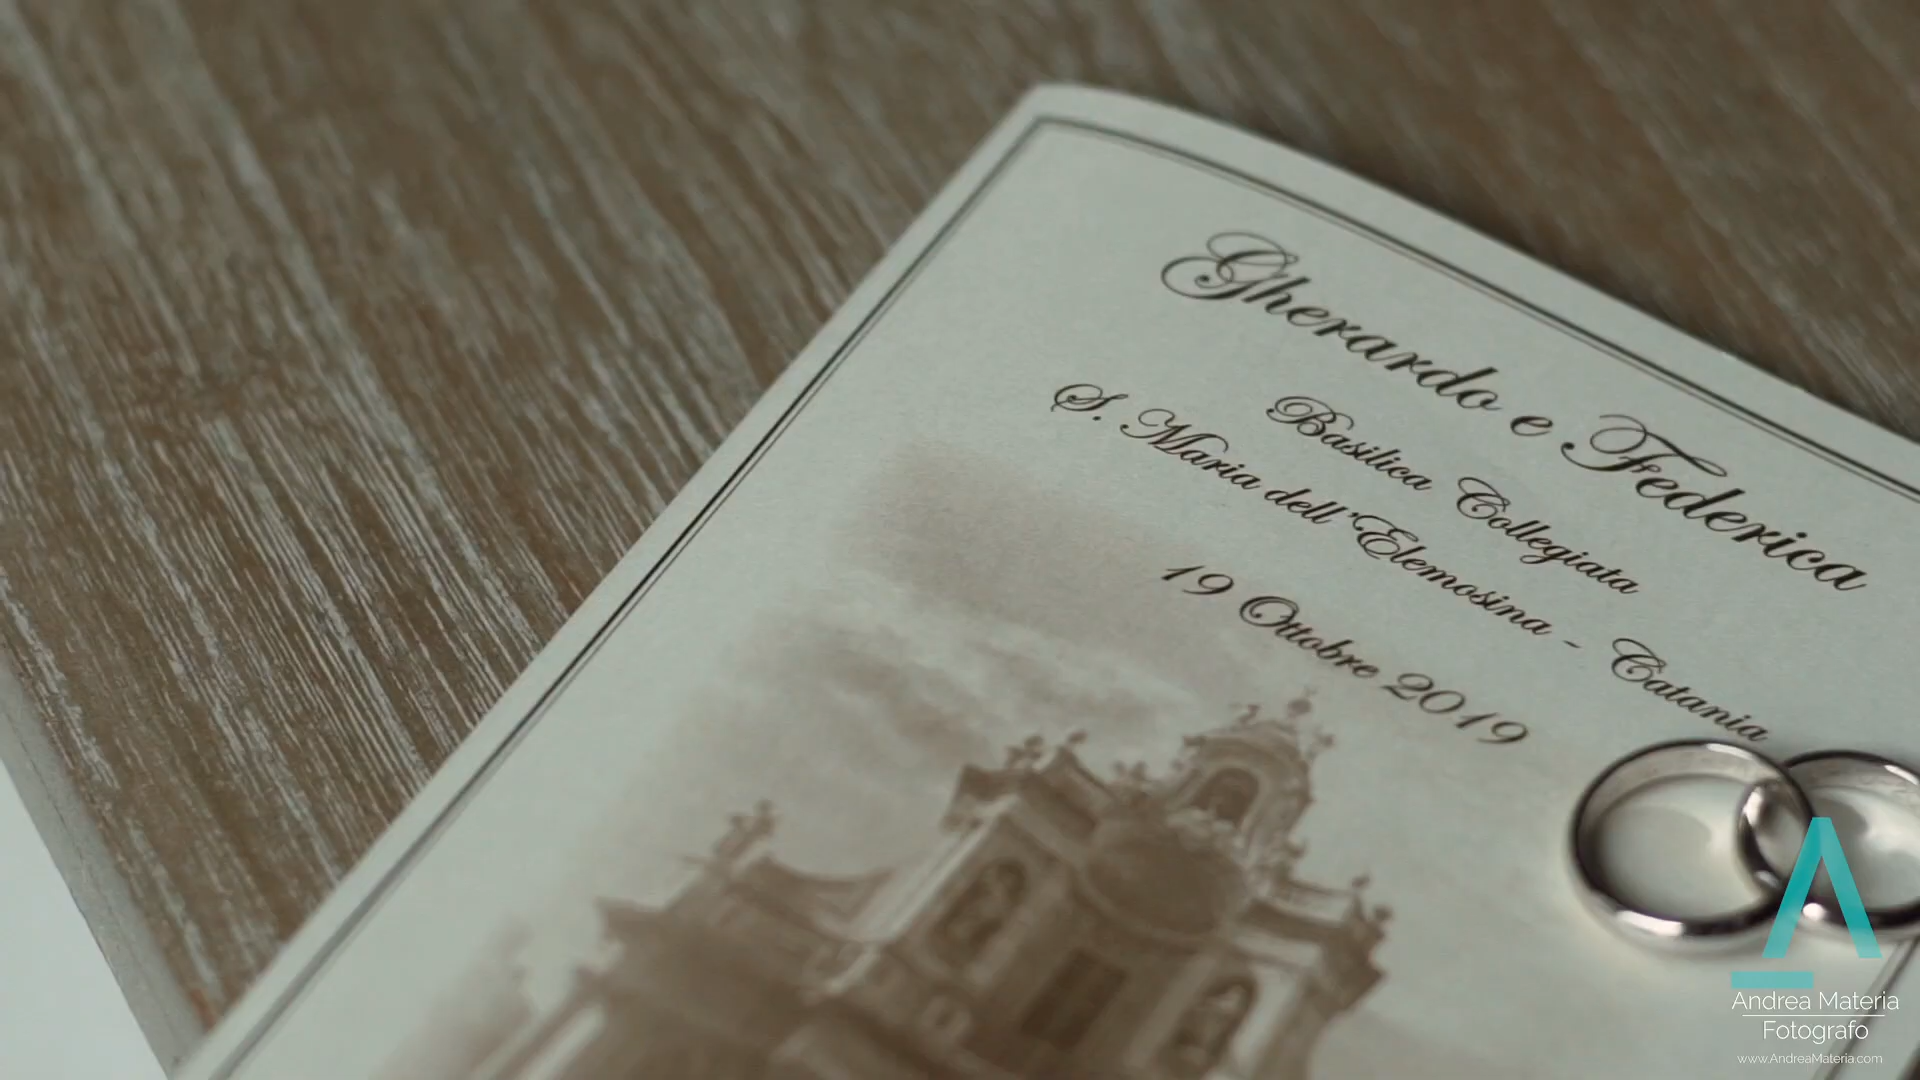 Gherardo e Federica
Basilica Collegiata
S. Maria dell'Elemosina - Catania
19 Ottobre 2019
Andrea Materia
Fotografo
www.AndreaMateria.com